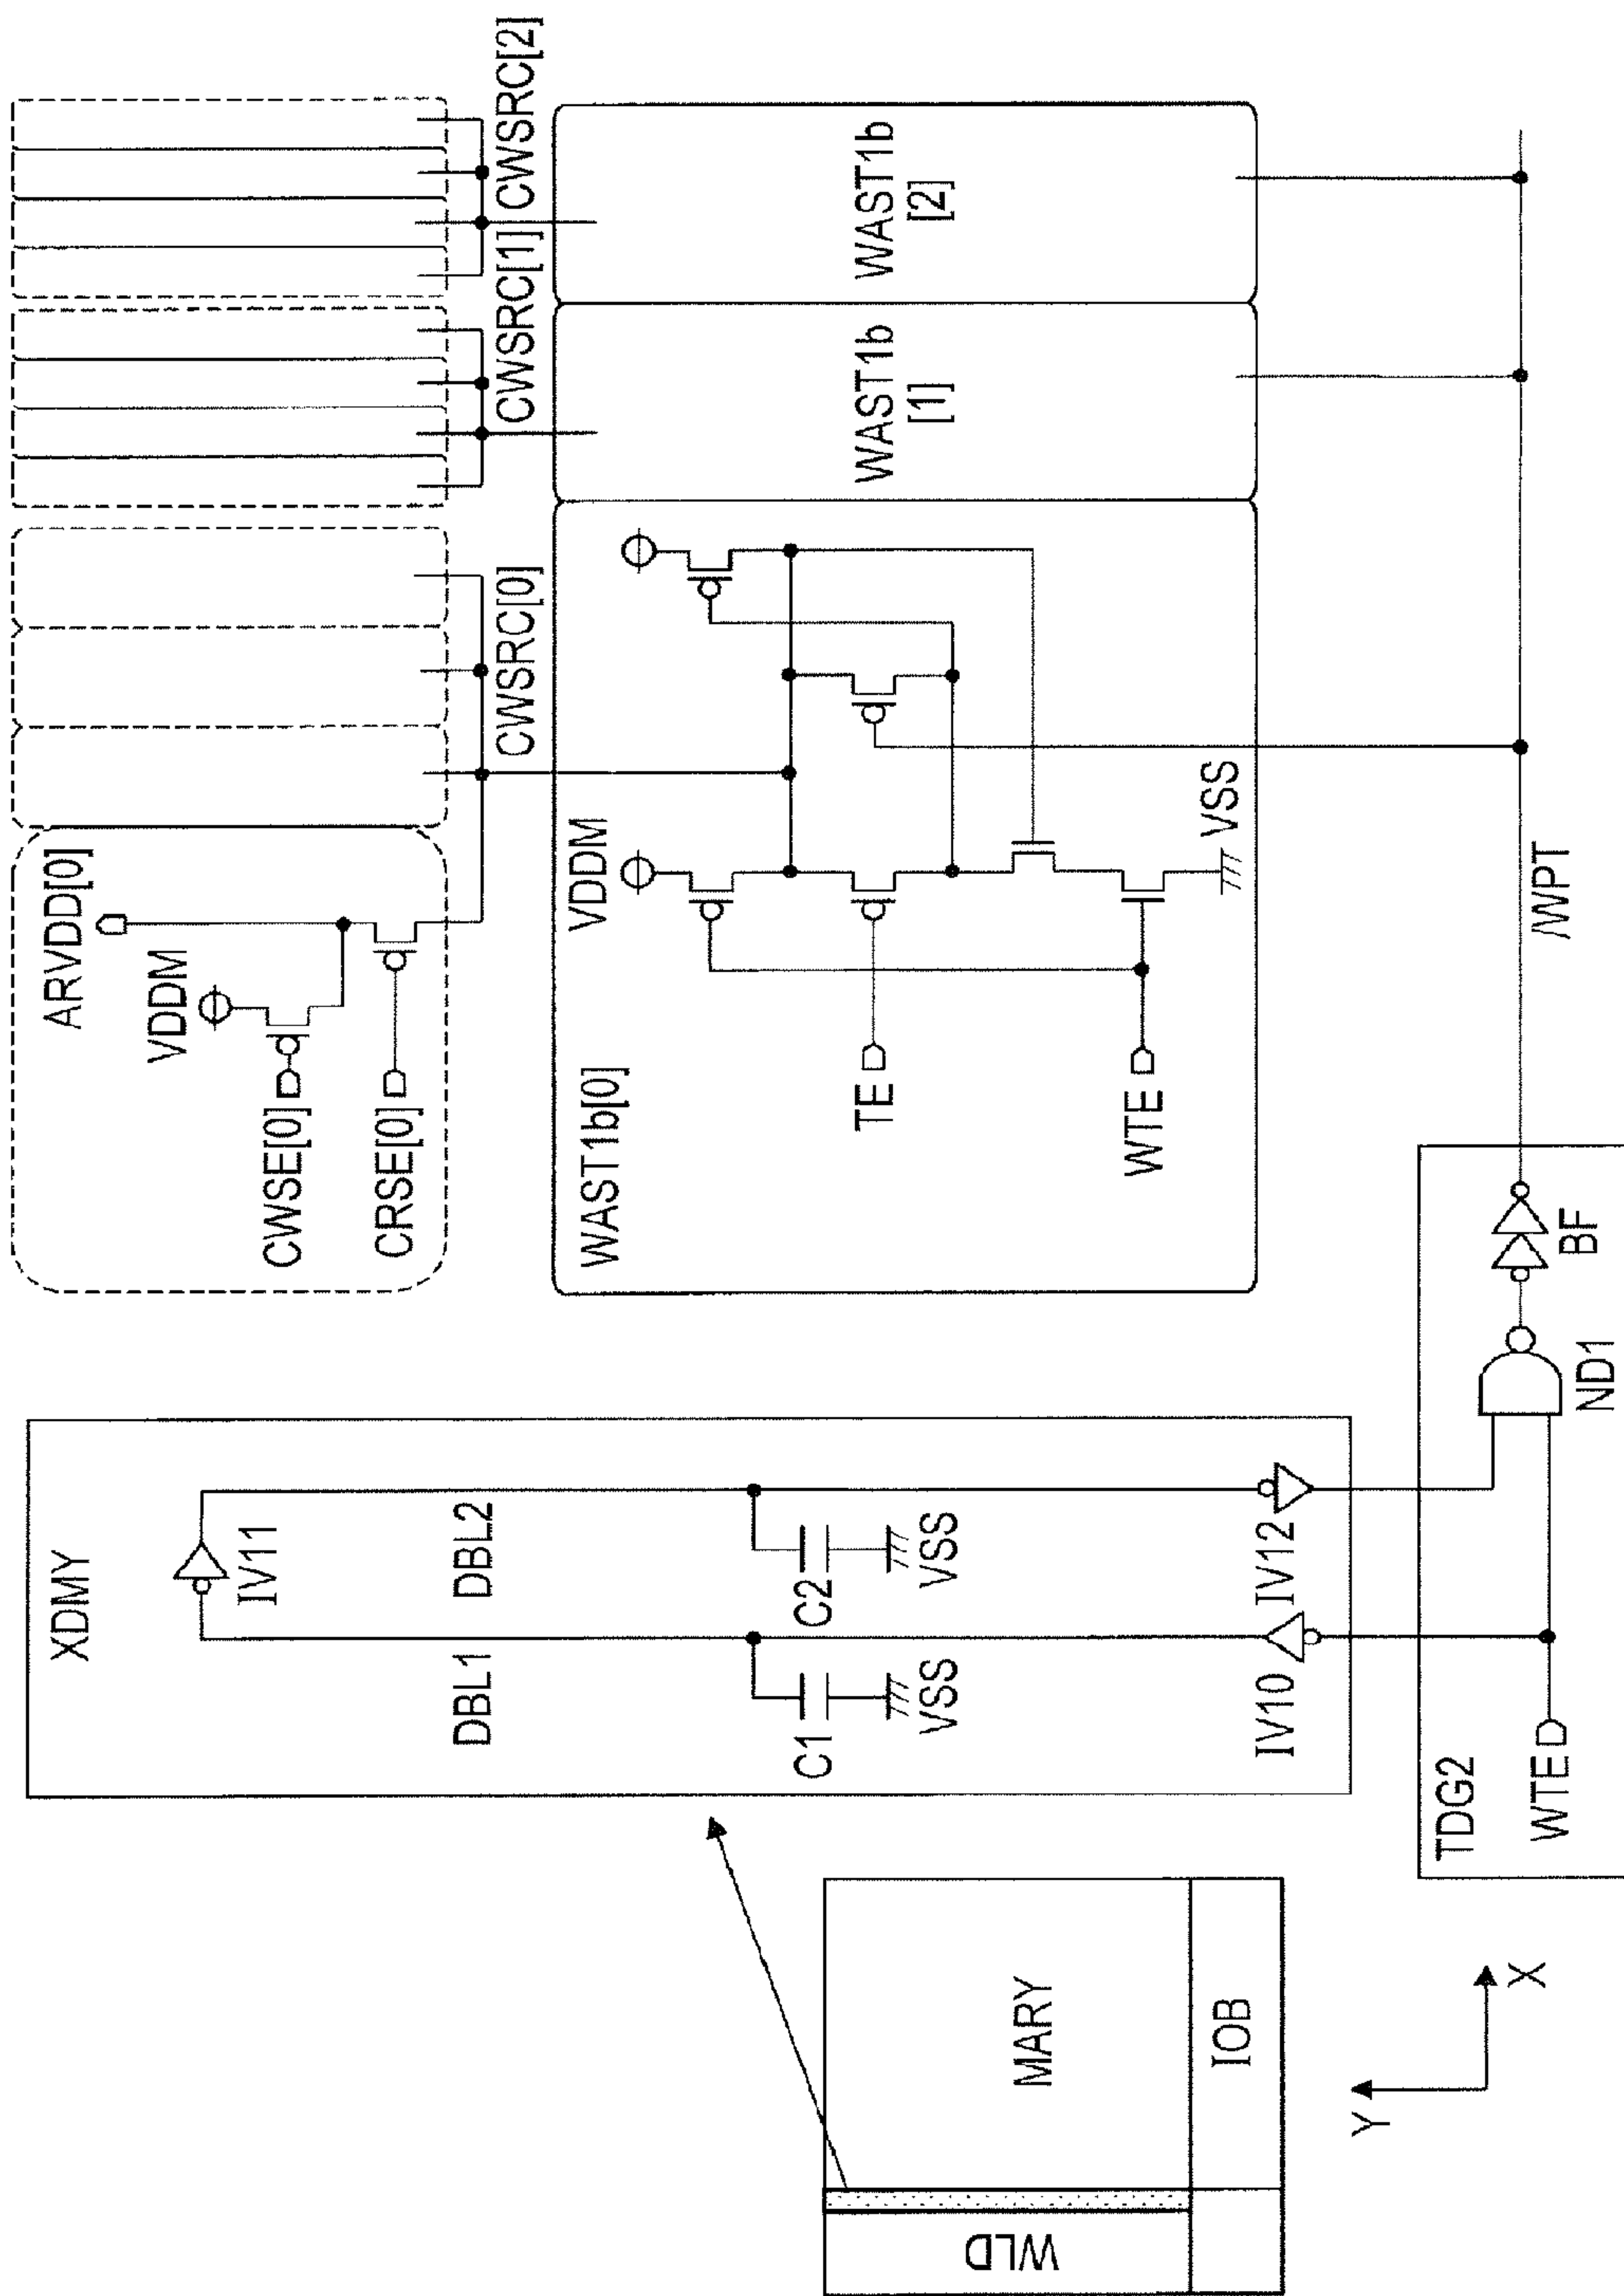 XDMY
IV11
DBL1
DBL2
C1
VSS
C2
VSS
IV10
IV12
WLD
MARY
IOB
Y
X
TDG2
WTE
ND1
BF
/WPT
ARVDD[0]
VDDM
CWSE[0]
CRSE[0]
CWSRC[0]
CWSRC[1]
CWSRC[2]
WAST1b[0]
VDDM
TE
WTE
VSS
WAST1b
[1]
WAST1b
[2]